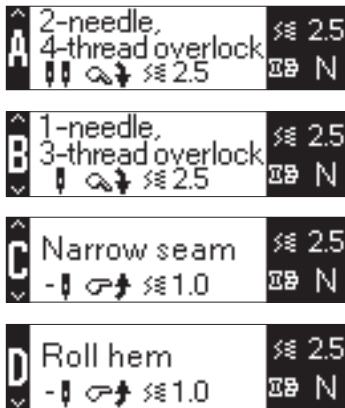 A
2-needle,
4-thread overlock
2.5
2.5
N
B
1-needle,
3-thread overlock
2.5
2.5
N
C
Narrow seam
- 1.0
2.5
N
D
Roll hem
- 1.0
2.5
N